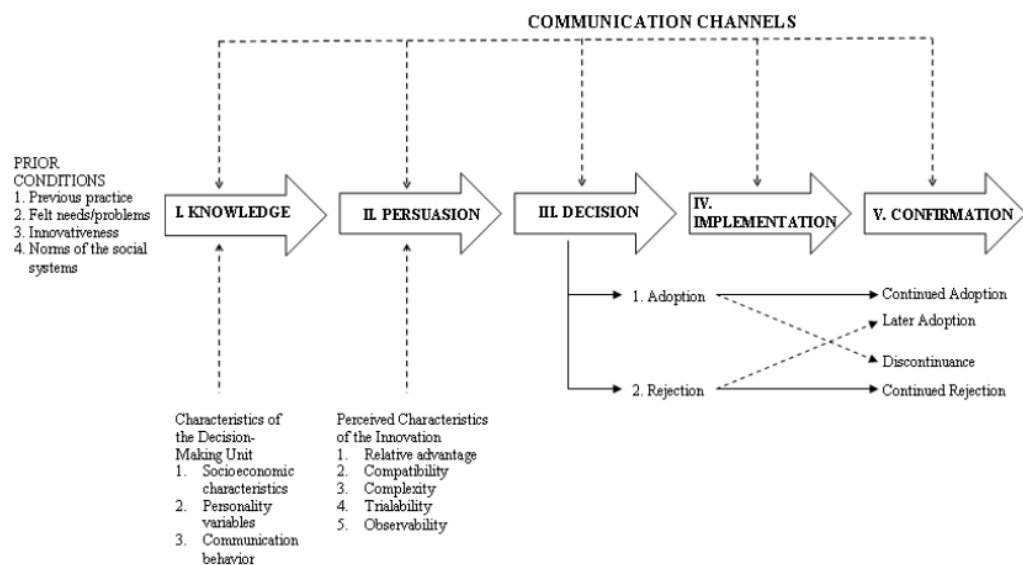 COMMUNICATION CHANNELS
PRIOR
CONDITIONS
1. Previous practice
2. Felt needs/problems
3. Innovativeness
4. Norms of the social
systems
I. KNOWLEDGE
II. PERSUASION
III. DECISION
IV.
IMPLEMENTATION
V. CONFIRMATION
1. Adoption
2. Rejection
Continued Adoption
Later Adoption
Discontinuance
Continued Rejection
Characteristics of
the Decision-
Making Unit
1. Socioeconomic
characteristics
2. Personality
variables
3. Communication
behavior
Perceived Characteristics
of the Innovation
1. Relative advantage
2. Compatibility
3. Complexity
4. Trialability
5. Observability